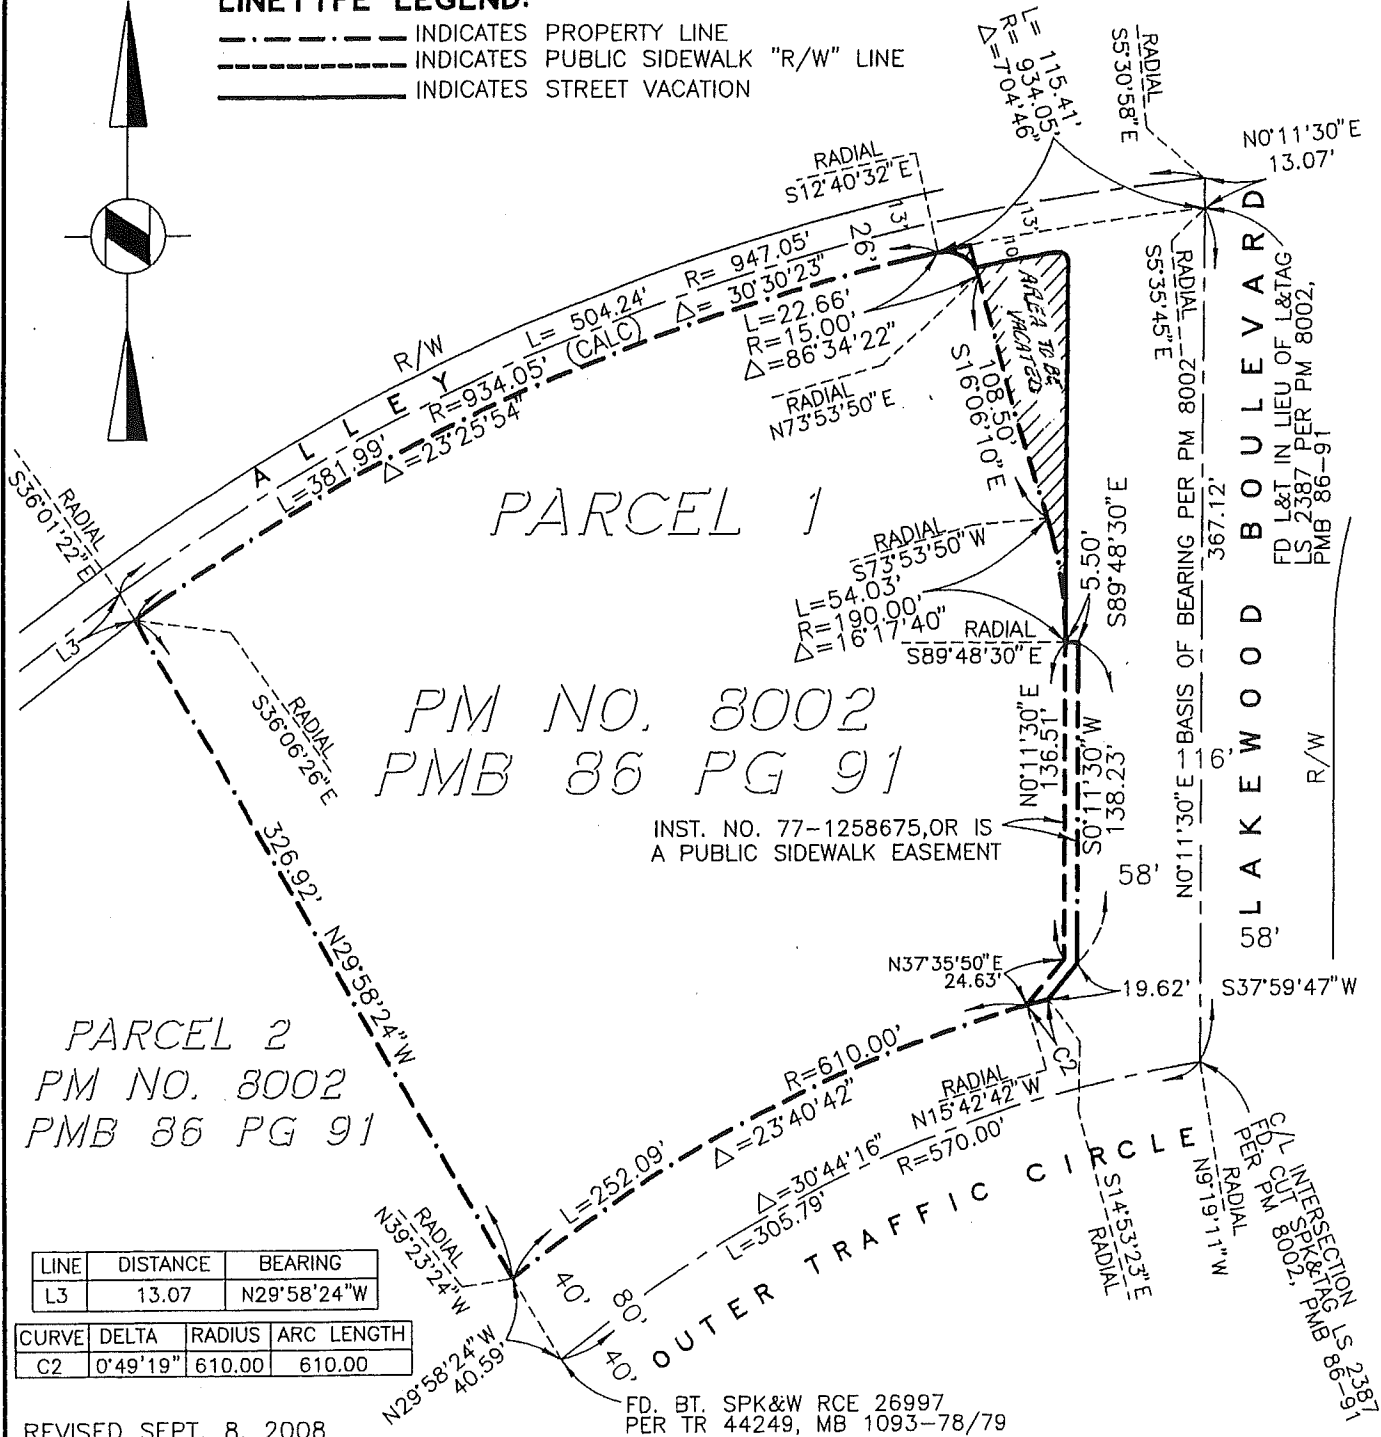 LINETYPE LEGEND:
INDICATES PROPERTY LINE
INDICATES PUBLIC SIDEWALK "R/W" LINE
INDICATES STREET VACATION
L= 115.41'
R= 934.05'
Δ=7°04'46"
RADIAL
S5°30'58"E
N0°11'30"E
13.07'
RADIAL
S12°40'32"E
13'
13'
26'
10'
R/W
L= 504.24'
R= 947.05'
(CALC)
Δ= 30°30'23"
ALLEY
L=381.99'
R=934.05'
Δ=23°25'54"
L=22.66'
R=15.00'
Δ=86°34'22"
RADIAL
N73°53'50"E
AREA TO BE
VACATED
108.50'
S16°06'10"E
RADIAL
S5°35'45"E
FD L&T IN LIEU OF L&TAG
LS 2387 PER PM 8002,
PMB 86-91
RADIAL
S36°01'22"E
L3
RADIAL
S36°06'26"E
PARCEL 1
RADIAL
S73°53'50"W
L=54.03'
R=190.00'
Δ=16°17'40"
RADIAL
S89°48'30"E
5.50'
S89°48'30"E
N0°11'30"E BASIS OF BEARING PER PM 8002
367.12'
LAKEWOOD BOULEVARD
R/W
116'
PM NO. 8002
PMB 86 PG 91
N0°11'30"E
136.51'
S0°11'30"W
138.23'
INST. NO. 77-1258675,OR IS
A PUBLIC SIDEWALK EASEMENT
58'
58'
326.92'
N29°58'24"W
N37°35'50"E
24.63'
19.62'
S37°59'47"W
PARCEL 2
PM NO. 8002
PMB 86 PG 91
R=610.00'
Δ=23°40'42"
L=252.09'
C2
RADIAL
N15°42'42"W
Δ=30°44'16"
R=570.00'
L=305.79'
OUTER TRAFFIC CIRCLE
S14°53'23"E
RADIAL
RADIAL
N9°19'11"W
C/L INTERSECTION
FD. CUT SPK&TAG LS 2387
PER PM 8002, PMB 86-91
RADIAL
N39°23'24"W
40'
80'
40'
N29°58'24"W
40.59'
LINE DISTANCE BEARING
L3 13.07 N29°58'24"W
CURVE DELTA RADIUS ARC LENGTH
C2 0°49'19" 610.00 610.00
FD. BT. SPK&W RCE 26997
PER TR 44249, MB 1093-78/79
REVISED SEPT. 8, 2008